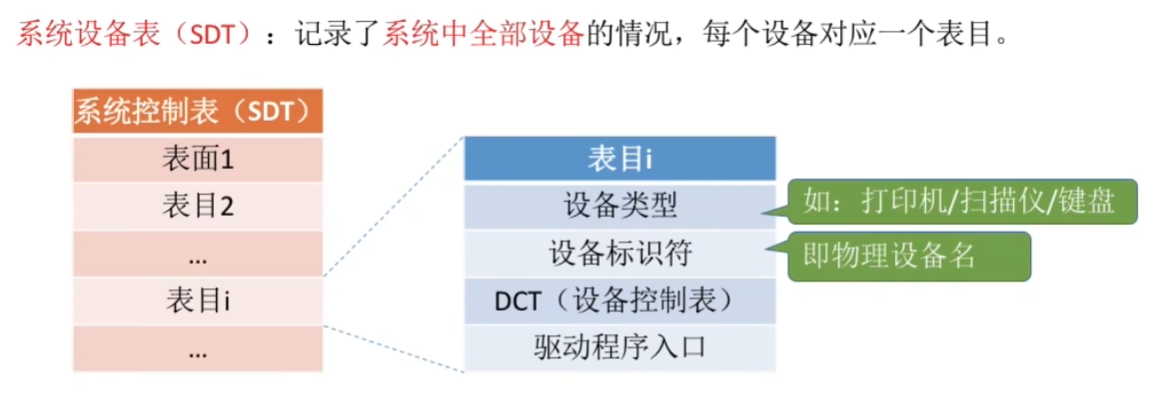 系统设备表（SDT）：记录了系统中全部设备的情况，每个设备对应一个表目。
系统控制表（SDT）
表面1
表目2
...
表目i
...
表目i
设备类型
设备标识符
DCT（设备控制表）
驱动程序入口
如：打印机/扫描仪/键盘
即物理设备名